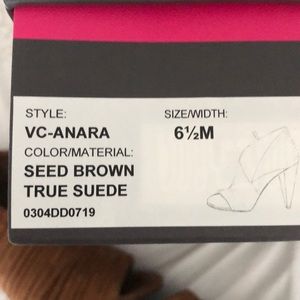 STYLE: SIZE/WIDTH:
VC-ANARA 6½M
COLOR/MATERIAL:
SEED BROWN
TRUE SUEDE
0304DD0719